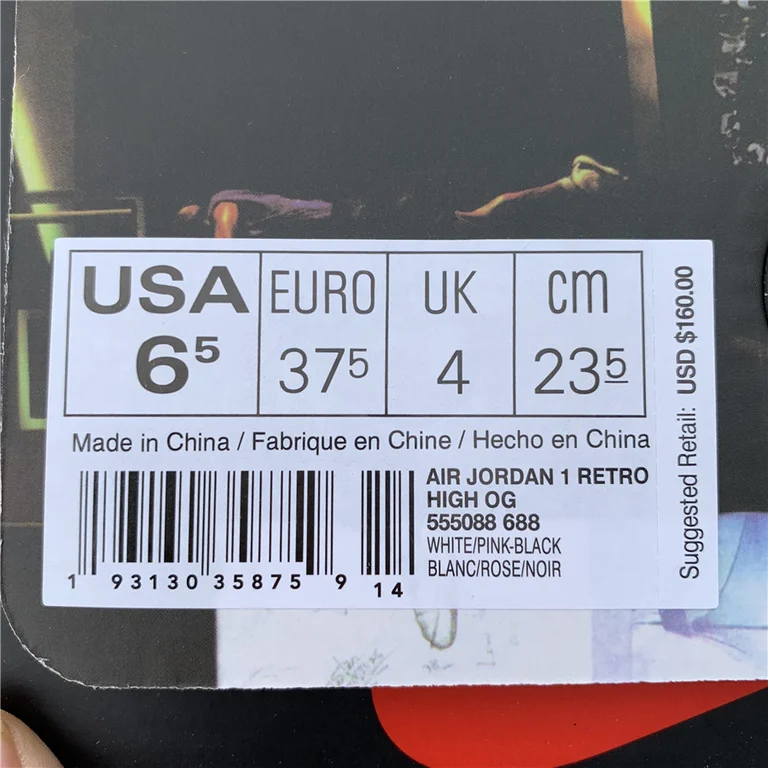 USA EURO UK cm
6⁵ 37⁵ 4 23⁵
Made in China / Fabrique en Chine / Hecho en China
AIR JORDAN 1 RETRO
HIGH OG
555088 688
WHITE/PINK-BLACK
BLANC/ROSE/NOIR
1 93130 35875 9 14
Suggested Retail: USD $160.00